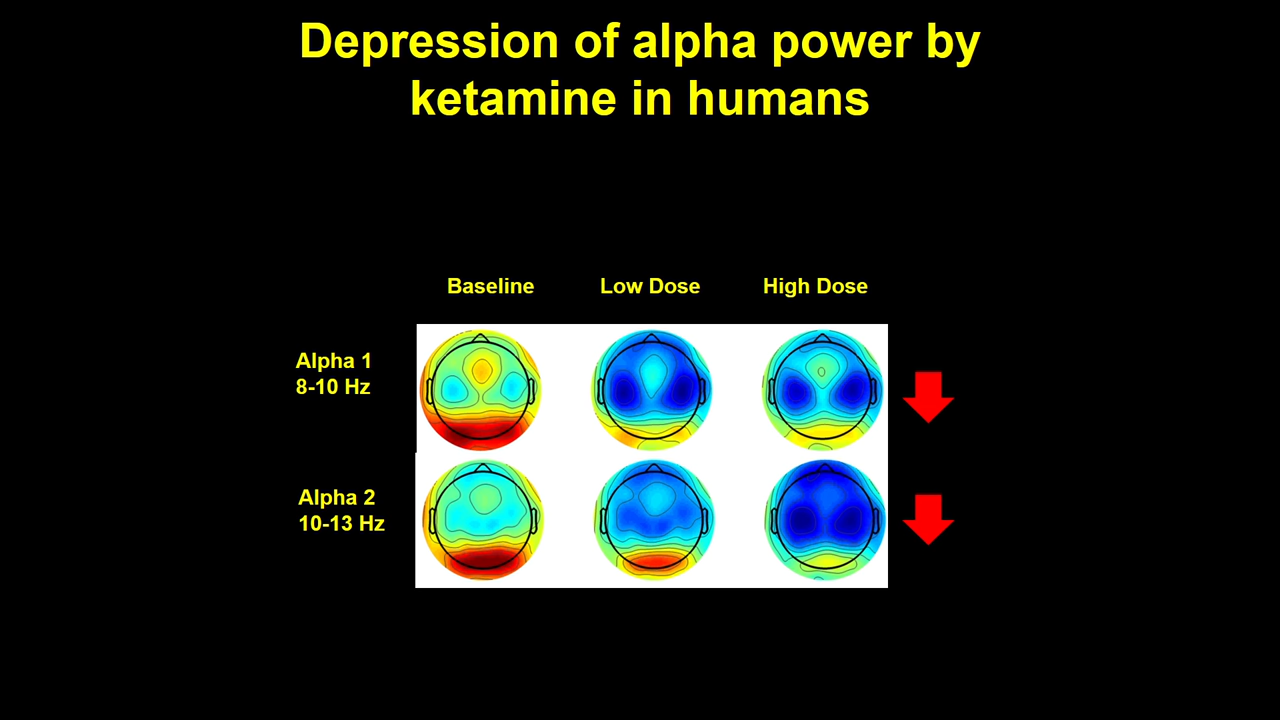 Depression of alpha power by
ketamine in humans
Baseline
Low Dose
High Dose
Alpha 1
8-10 Hz
Alpha 2
10-13 Hz